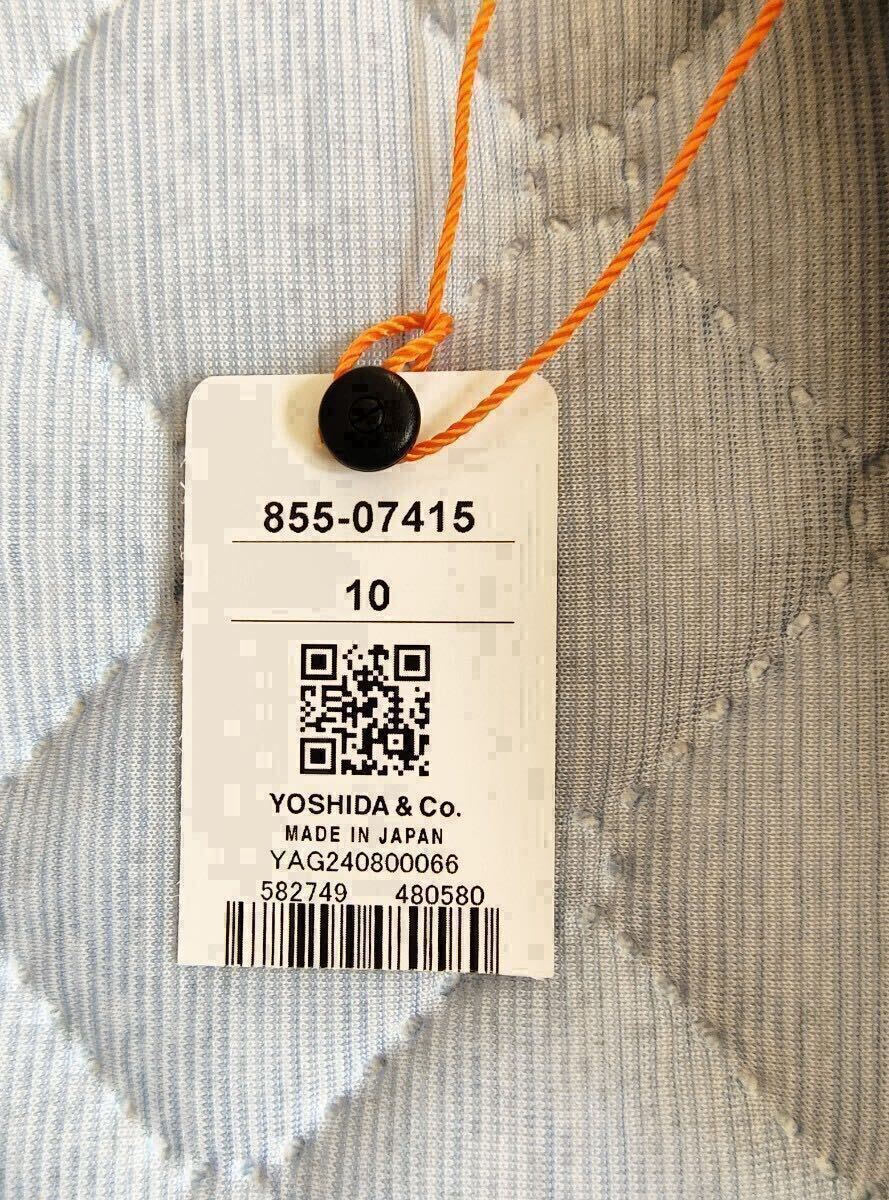 855-07415
10
YOSHIDA & Co.
MADE IN JAPAN
YAG240800066
582749 480580